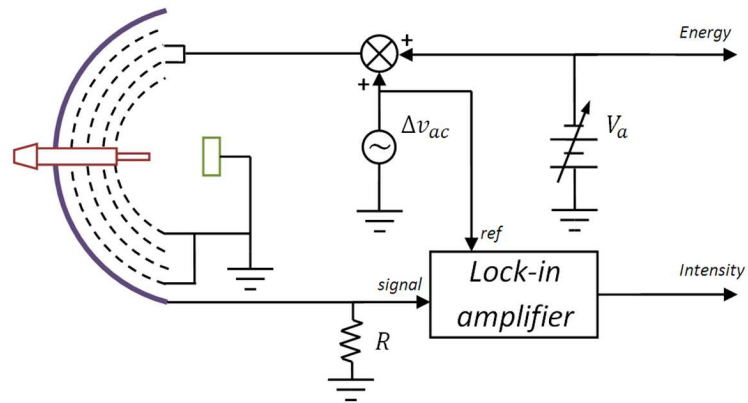 Energy
+
+
Δv_ac
V_a
ref
signal
Lock-in
amplifier
Intensity
R